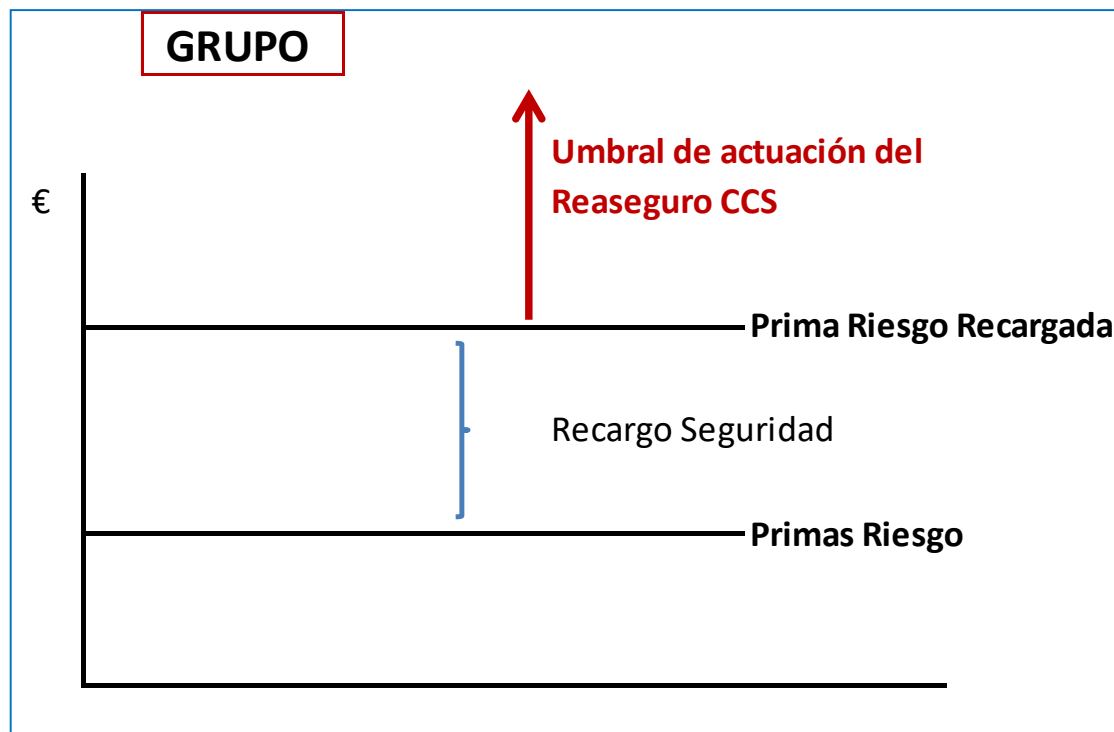 GRUPO
Umbral de actuación del
Reaseguro CCS
€
Prima Riesgo Recargada
Recargo Seguridad
Primas Riesgo